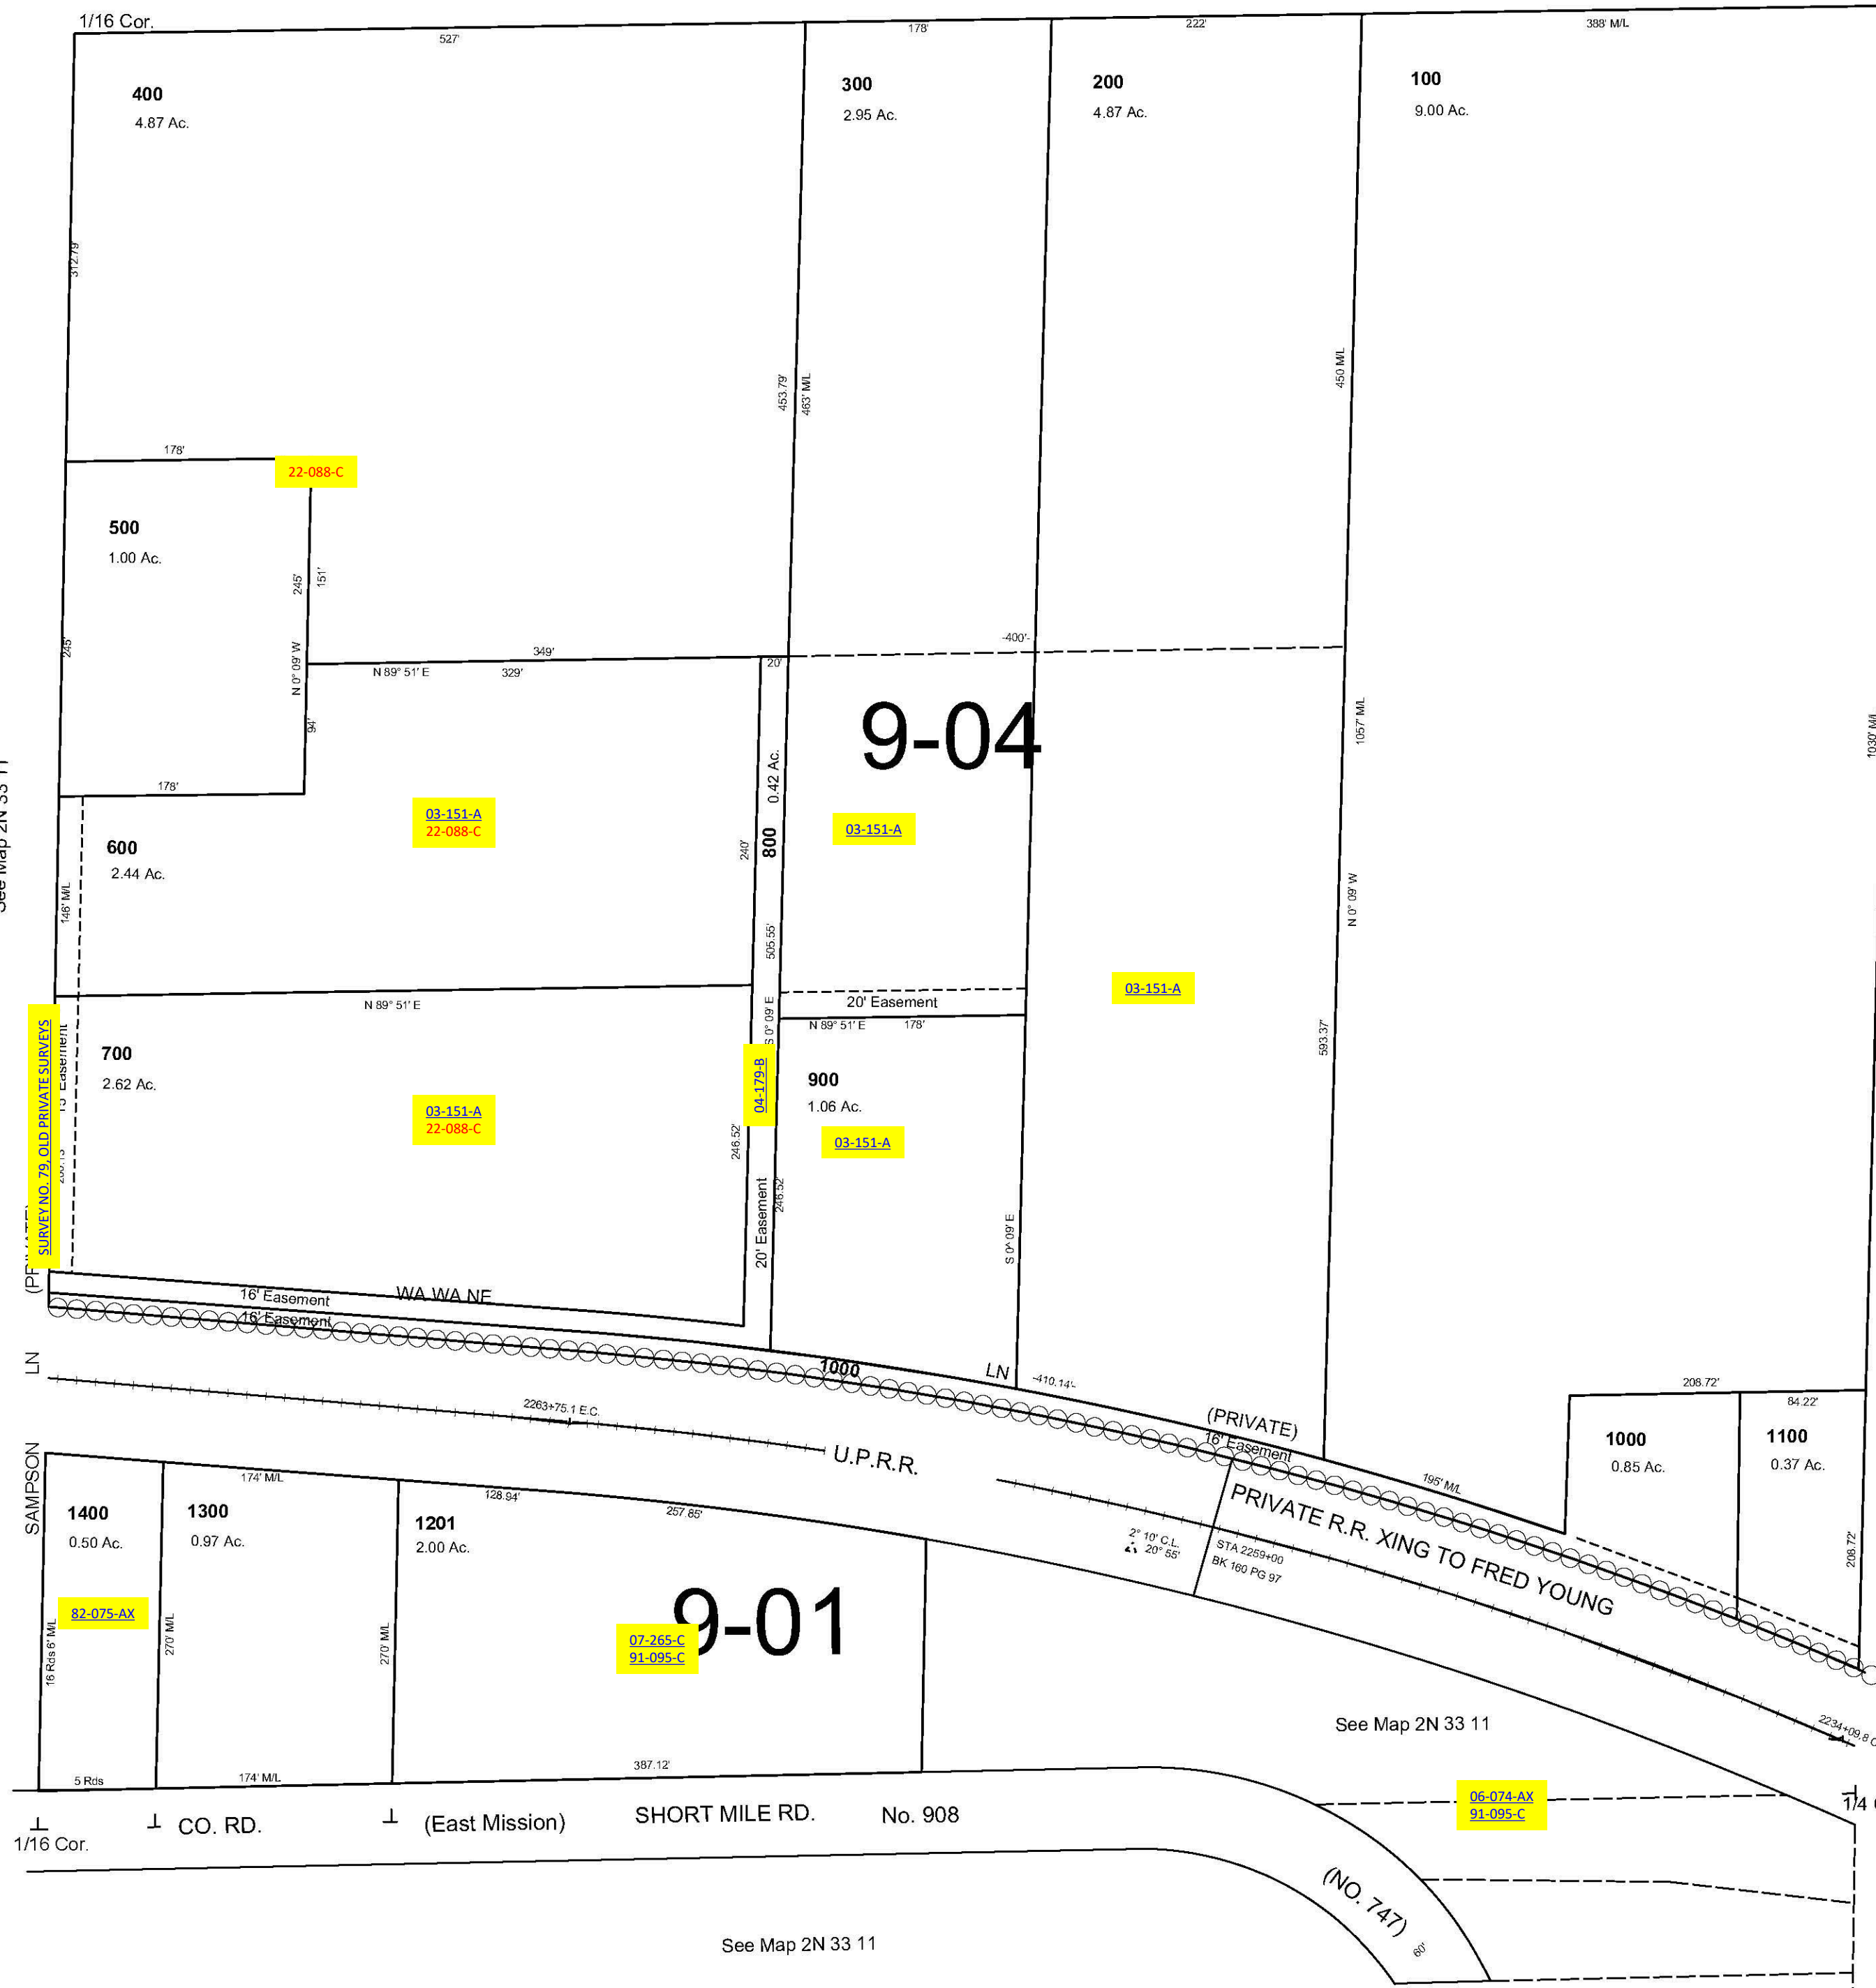 1/16 Cor.
527'
178'
222'
388' M/L
400
4.87 Ac.
300
2.95 Ac.
200
4.87 Ac.
100
9.00 Ac.
312.79'
453.79'
463' M/L
450 M/L
178'
22-088-C
500
1.00 Ac.
245'
245'
151'
N 0° 09' W
94'
349'
N 89° 51' E
329'
20'
-400'-
9-04
1057' M/L
1030' M/L
See Map 2N 33 11
178'
03-151-A
22-088-C
0.42 Ac.
800
03-151-A
600
2.44 Ac.
240'
146' M/L
N 0° 09' W
505.55'
03-151-A
20' Easement
N 89° 51' E
N 89° 51' E
178'
S 0° 09' E
593.37'
SURVEY NO. 79, OLD PRIVATE SURVEYS
15' Easement
700
2.62 Ac.
04-179-B
900
1.06 Ac.
03-151-A
22-088-C
03-151-A
246.52'
246.52'
20' Easement
S 0^ 09' E
16' Easement
WA WA NE
16' Easement
1000
LN
-410.14'-
LN
208.72'
84.22'
2263+75.1 E.C.
(PRIVATE)
16' Easement
1000
0.85 Ac.
1100
0.37 Ac.
U.P.R.R.
195' M/L
SAMPSON
174' M/L
128.94'
257.85'
PRIVATE R.R. XING TO FRED YOUNG
1400
0.50 Ac.
1300
0.97 Ac.
1201
2.00 Ac.
2° 10' C.L.
20° 55'
STA 2259+00
BK 160 PG 97
208.72'
82-075-AX
9-01
07-265-C
91-095-C
16 Rds 6' M/L
270' M/L
270' M/L
See Map 2N 33 11
2234+09.8
5 Rds
174' M/L
387.12'
06-074-AX
91-095-C
1/4
1/16 Cor.
CO. RD.
(East Mission)
SHORT MILE RD.
No. 908
(NO. 747)
60'
See Map 2N 33 11